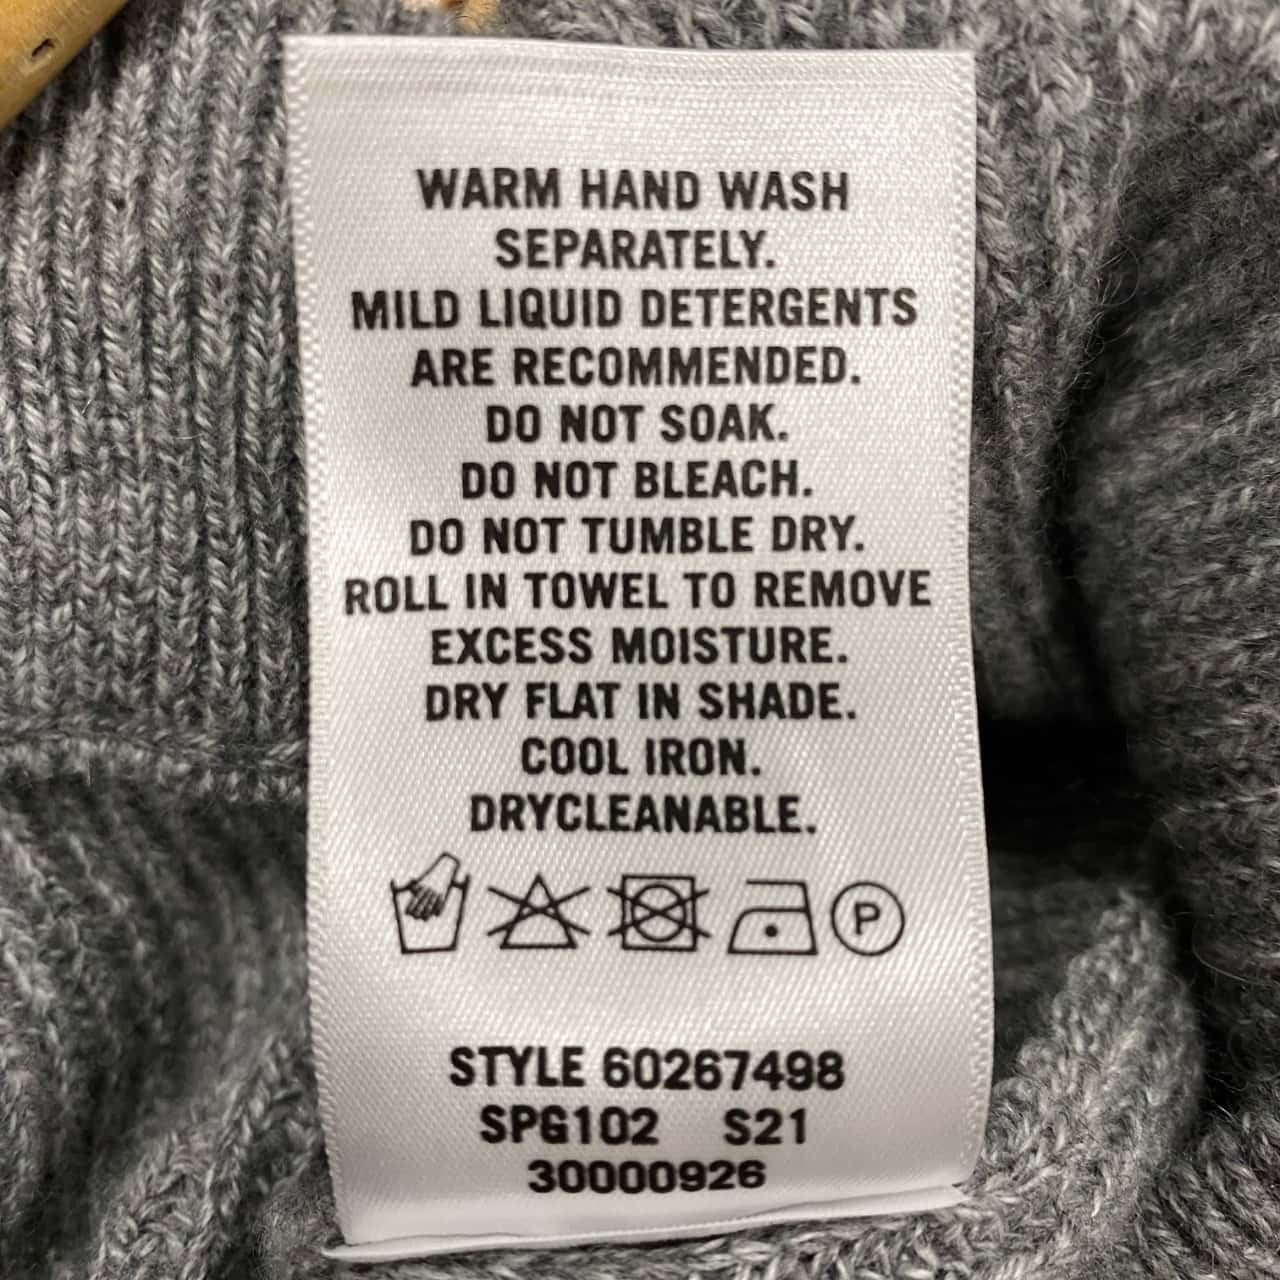 WARM HAND WASH
SEPARATELY.
MILD LIQUID DETERGENTS
ARE RECOMMENDED.
DO NOT SOAK.
DO NOT BLEACH.
DO NOT TUMBLE DRY.
ROLL IN TOWEL TO REMOVE
EXCESS MOISTURE.
DRY FLAT IN SHADE.
COOL IRON.
DRYCLEANABLE.
P
STYLE 60267498
SPG102 S21
30000926